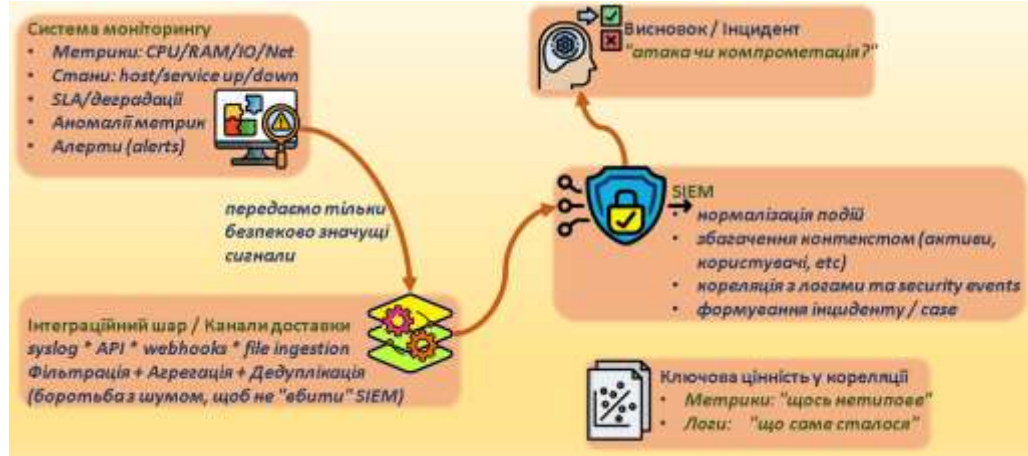 Система моніторингу
• Метрики: CPU/RAM/IO/Net
• Стани: host/service up/down
• SLA/деградації
• Аномалії метрик
• Алерти (alerts)
передаємо тільки
безпеково значущі
сигнали
Інтеграційний шар / Канали доставки
syslog * API * webhooks * file ingestion
Фільтрація + Агрегація + Дедуплікація
(боротьба з шумом, щоб не "вбити" SIEM)
Висновок / Інцидент
"атака чи компрометація?"
SIEM
• нормалізація подій
• збагачення контекстом (активи,
користувачі, etc)
• кореляція з логами та security events
• формування інциденту / case
Ключова цінність у кореляції
• Метрики: "щось нетипове"
• Логи: "що саме сталося"